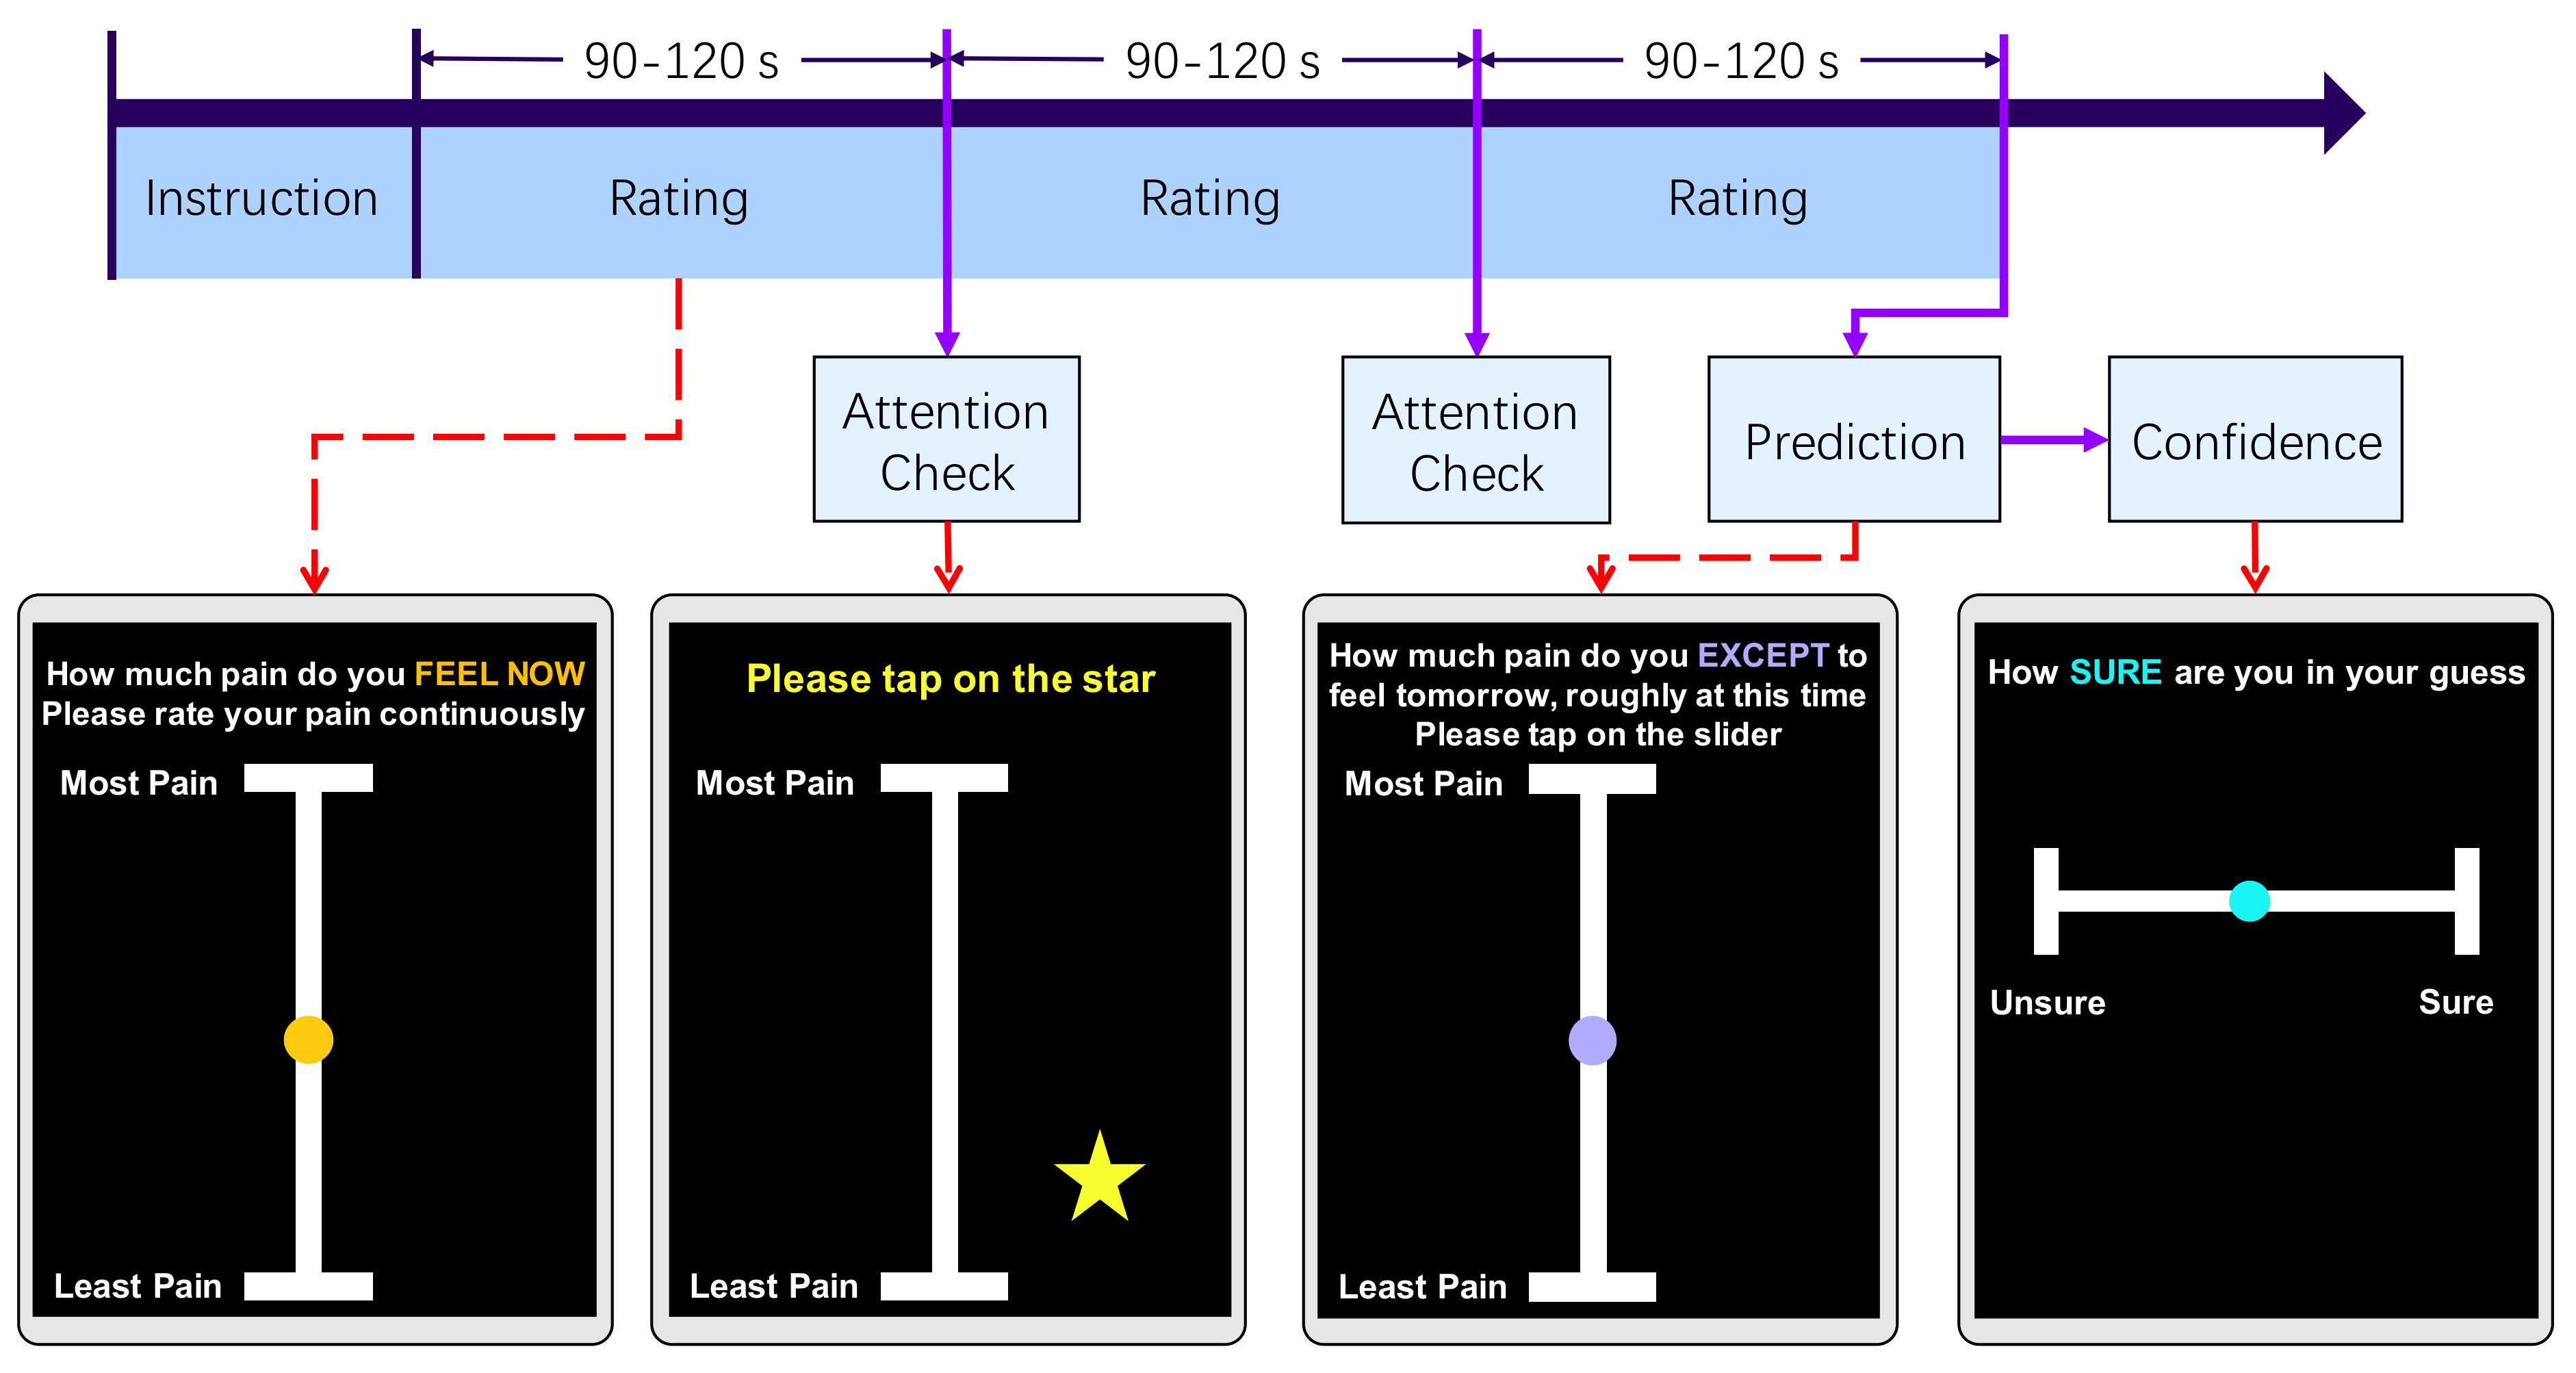 90-120 s
90-120 s
90-120 s
Instruction
Rating
Rating
Rating
Attention
Check
Attention
Check
Prediction
Confidence
How much pain do you FEEL NOW
Please rate your pain continuously
Most Pain
Least Pain
Please tap on the star
Most Pain
Least Pain
How much pain do you EXCEPT to
feel tomorrow, roughly at this time
Please tap on the slider
Most Pain
Least Pain
How SURE are you in your guess
Unsure
Sure